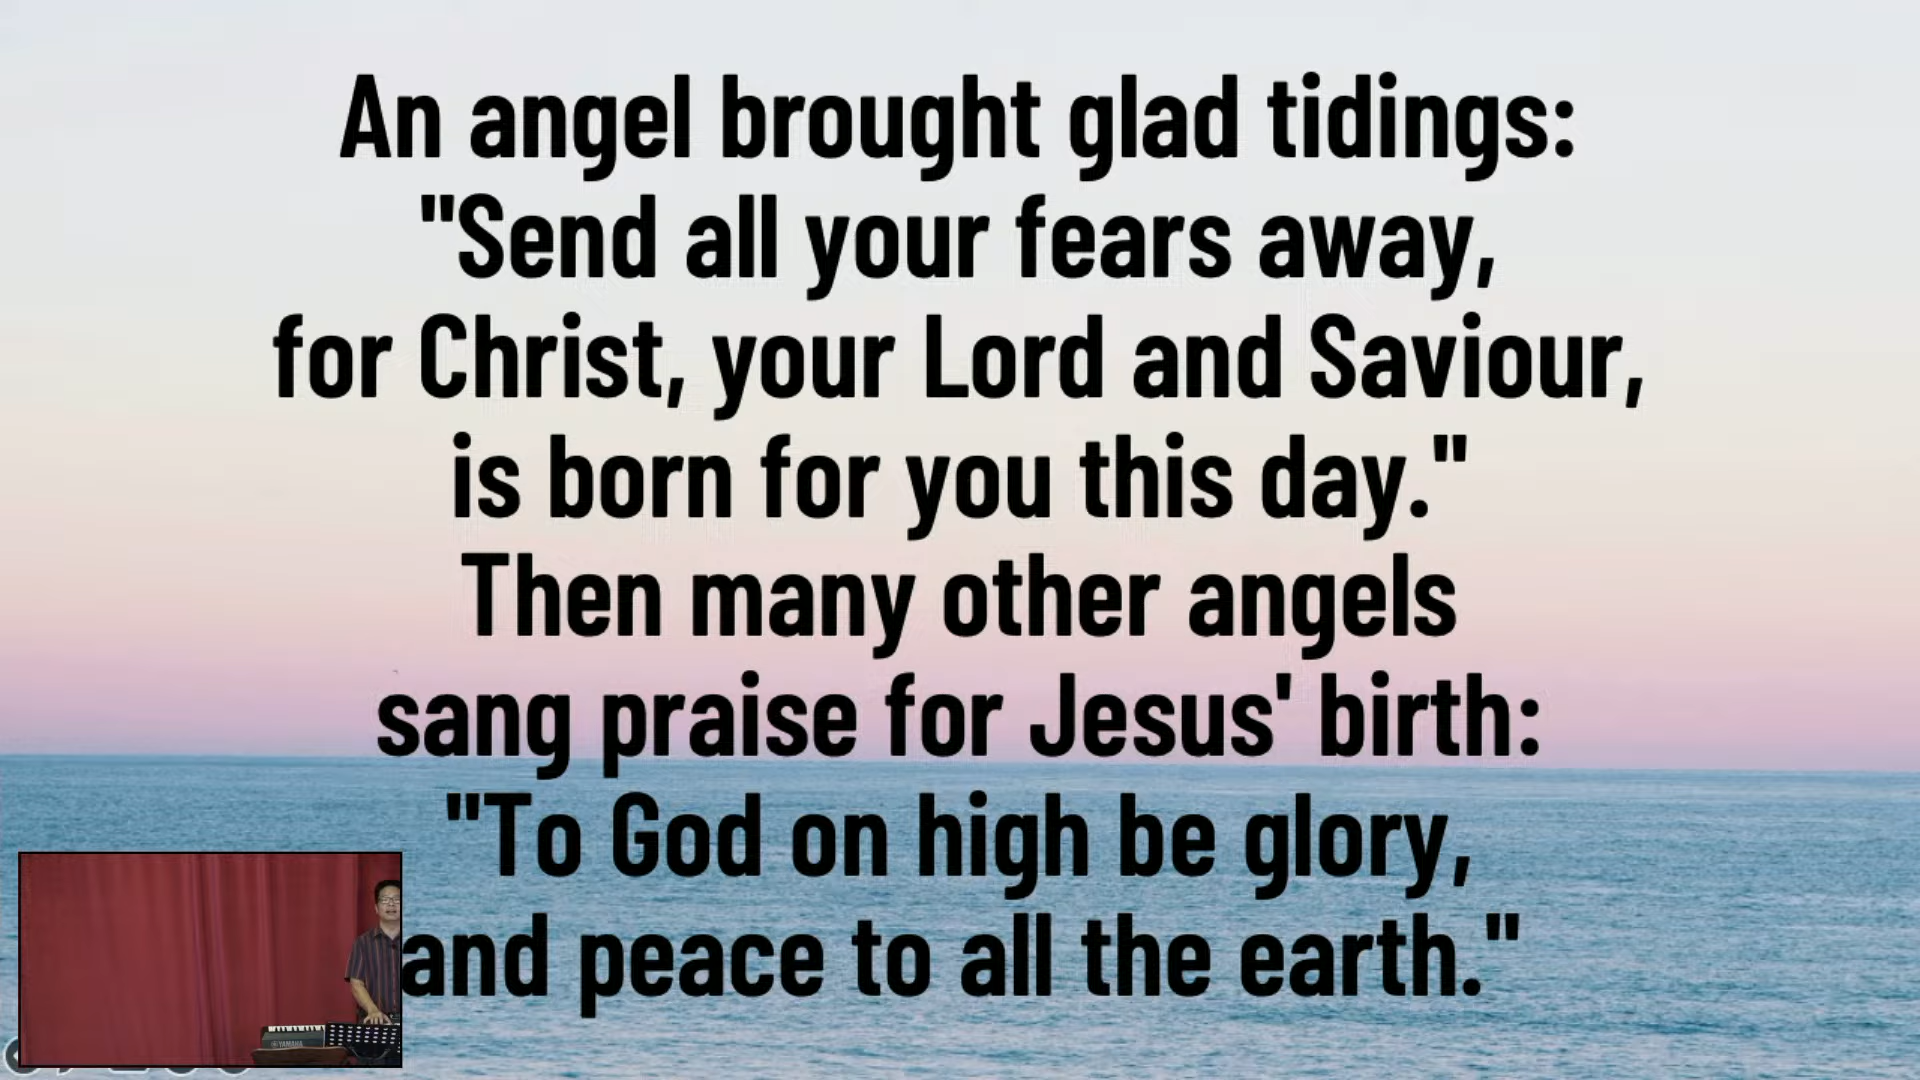 An angel brought glad tidings:
"Send all your fears away,
for Christ, your Lord and Saviour,
is born for you this day."
Then many other angels
sang praise for Jesus' birth:
"To God on high be glory,
and peace to all the earth."
YAMAHA